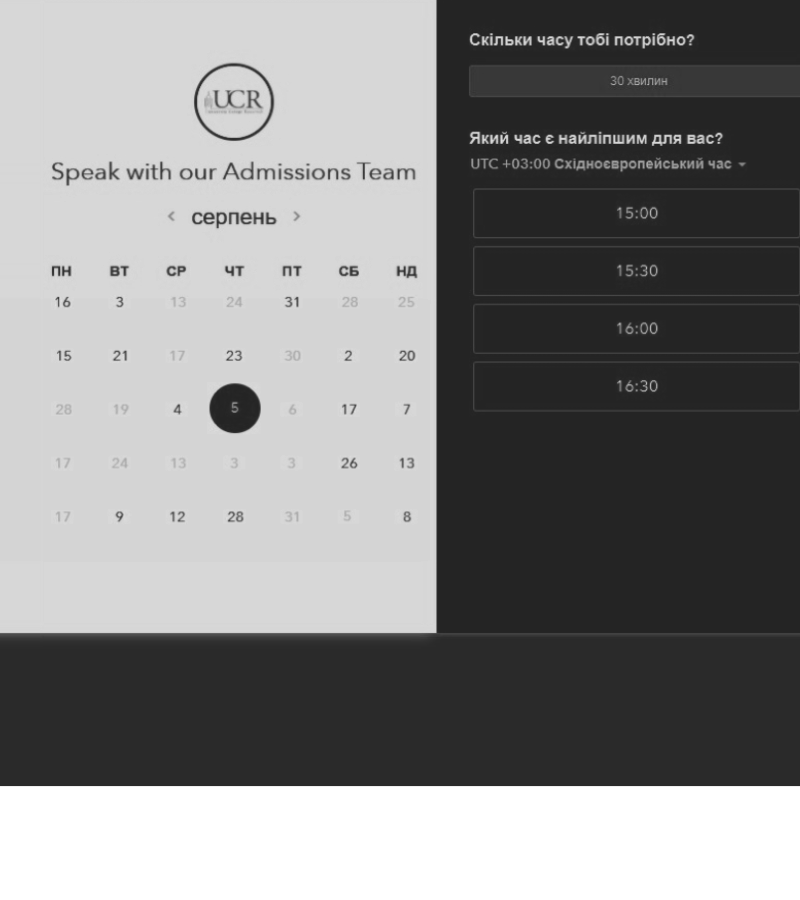 UCR
Speak with our Admissions Team
< серпень >
ПН ВТ СР ЧТ ПТ СБ НД
16 3 13 24 31 28 25
15 21 17 23 30 2 20
28 19 4 5 6 17 7
17 24 13 3 3 26 13
17 9 12 28 31 5 8
Скільки часу тобі потрібно?
30 хвилин
Який час є найліпшим для вас?
UTC +03:00 Східноєвропейський час
15:00
15:30
16:00
16:30